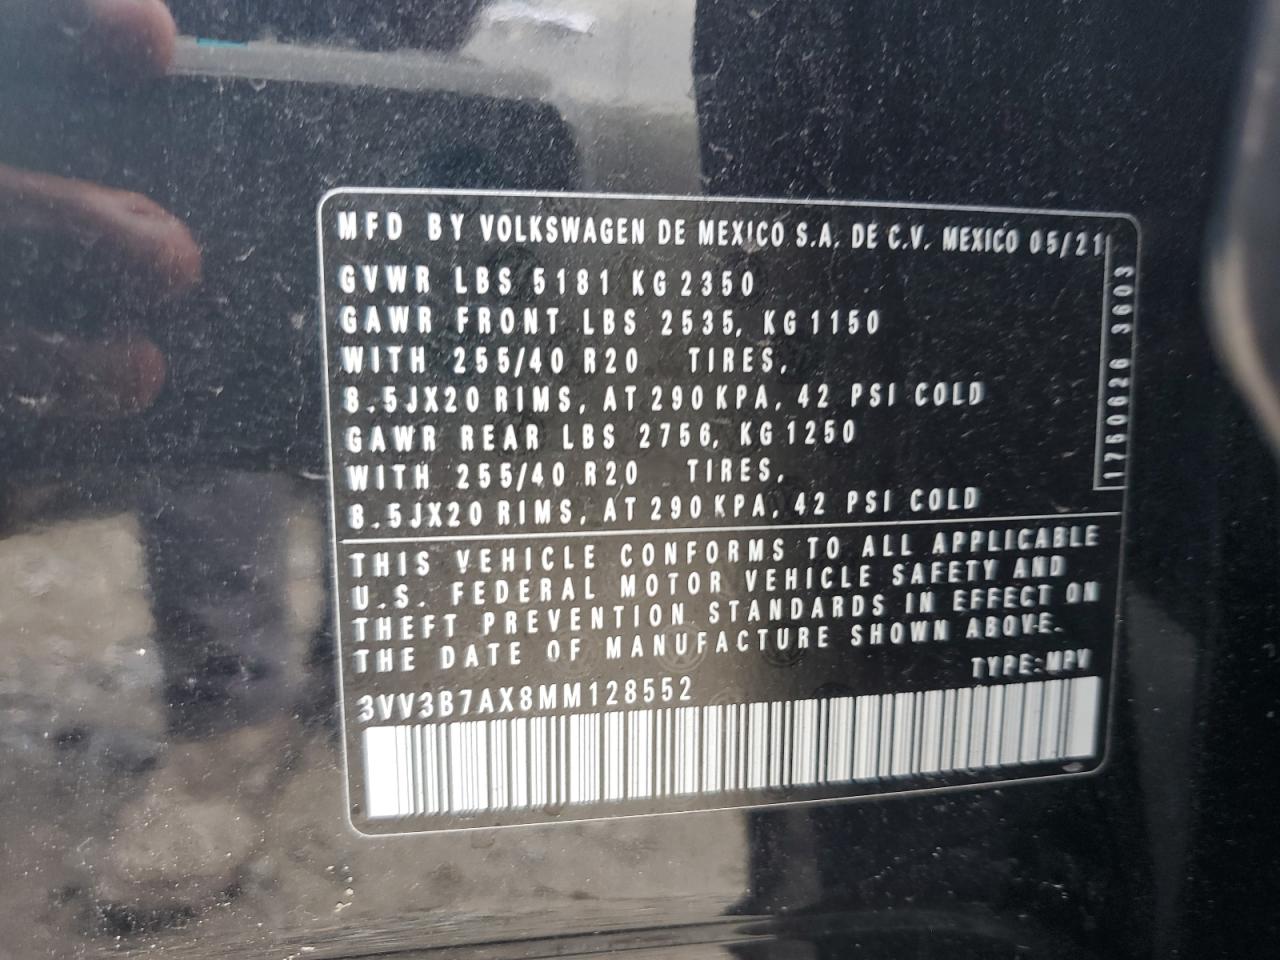 MFD BY VOLKSWAGEN DE MEXICO S.A. DE C.V. MEXICO 05/21
GVWR LBS 5181 KG 2350
GAWR FRONT LBS 2535, KG 1150
WITH 255/40 R20 TIRES,
8.5JX20 RIMS, AT 290 KPA, 42 PSI COLD
GAWR REAR LBS 2756, KG 1250
WITH 255/40 R20 TIRES,
8.5JX20 RIMS, AT 290 KPA, 42 PSI COLD
1760626 3603
THIS VEHICLE CONFORMS TO ALL APPLICABLE
U.S. FEDERAL MOTOR VEHICLE SAFETY AND
THEFT PREVENTION STANDARDS IN EFFECT ON
THE DATE OF MANUFACTURE SHOWN ABOVE.
TYPE:MPV
3VV3B7AX8MM128552